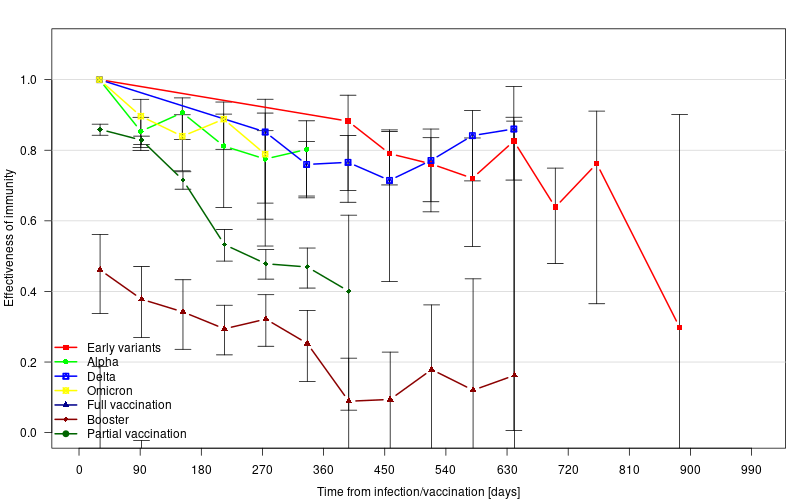 1.0
0.8
0.6
0.4
0.2
0.0
Effectiveness of immunity
Early variants
Alpha
Delta
Omicron
Full vaccination
Booster
Partial vaccination
0 90 180 270 360 450 540 630 720 810 900 990
Time from infection/vaccination [days]